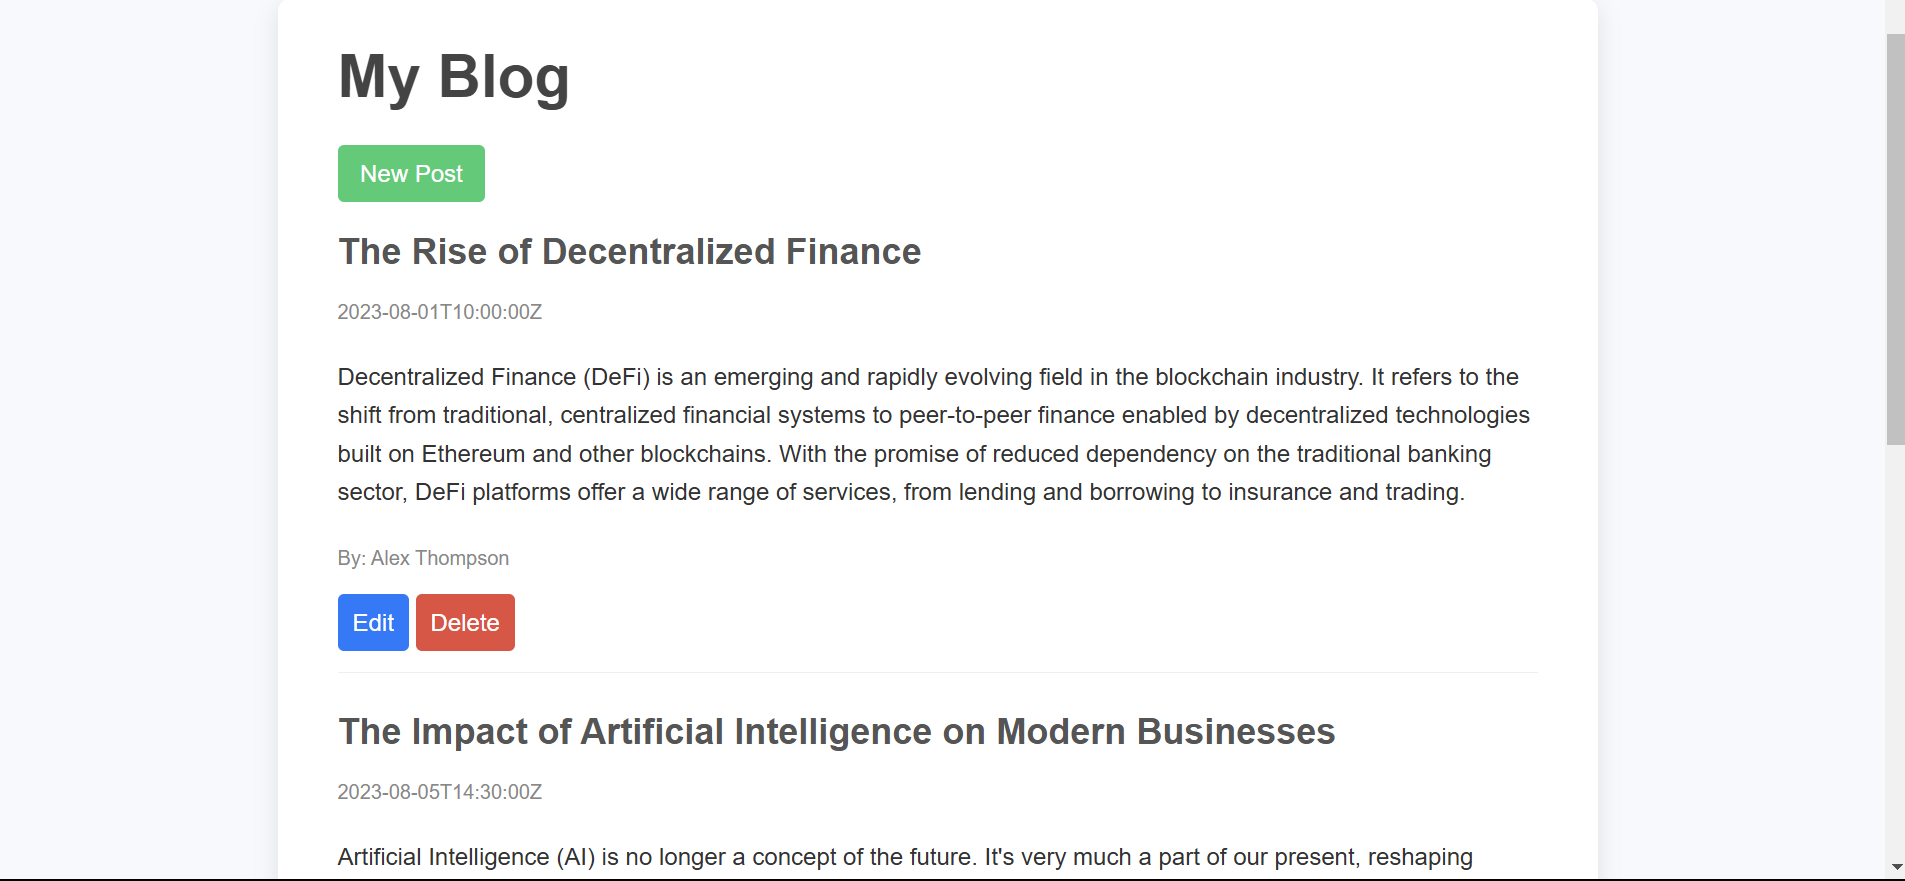 My Blog
New Post
The Rise of Decentralized Finance
2023-08-01T10:00:00Z
Decentralized Finance (DeFi) is an emerging and rapidly evolving field in the blockchain industry. It refers to the
shift from traditional, centralized financial systems to peer-to-peer finance enabled by decentralized technologies
built on Ethereum and other blockchains. With the promise of reduced dependency on the traditional banking
sector, DeFi platforms offer a wide range of services, from lending and borrowing to insurance and trading.
By: Alex Thompson
Edit Delete
The Impact of Artificial Intelligence on Modern Businesses
2023-08-05T14:30:00Z
Artificial Intelligence (AI) is no longer a concept of the future. It's very much a part of our present, reshaping